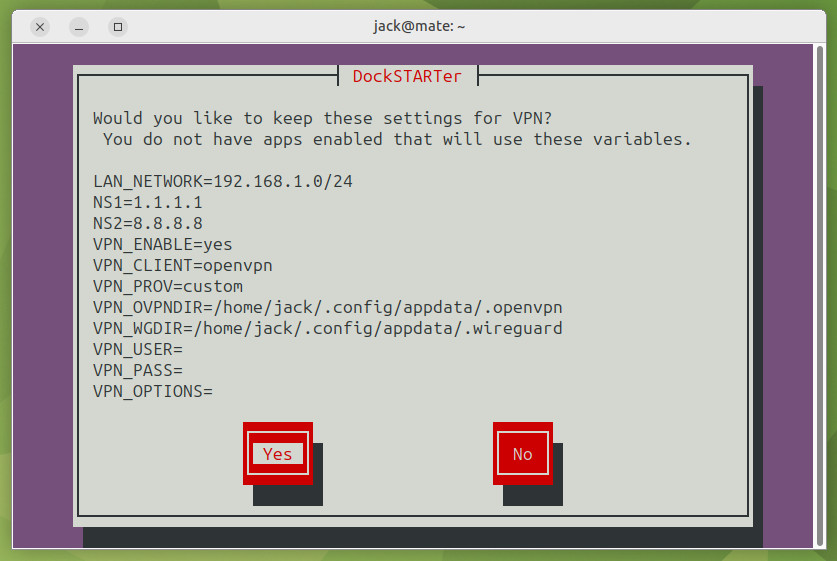 jack@mate: ~
DockSTARTer
Would you like to keep these settings for VPN?
You do not have apps enabled that will use these variables.
LAN_NETWORK=192.168.1.0/24
NS1=1.1.1.1
NS2=8.8.8.8
VPN_ENABLE=yes
VPN_CLIENT=openvpn
VPN_PROV=custom
VPN_OVPNDIR=/home/jack/.config/appdata/.openvpn
VPN_WGDIR=/home/jack/.config/appdata/.wireguard
VPN_USER=
VPN_PASS=
VPN_OPTIONS=
Yes No